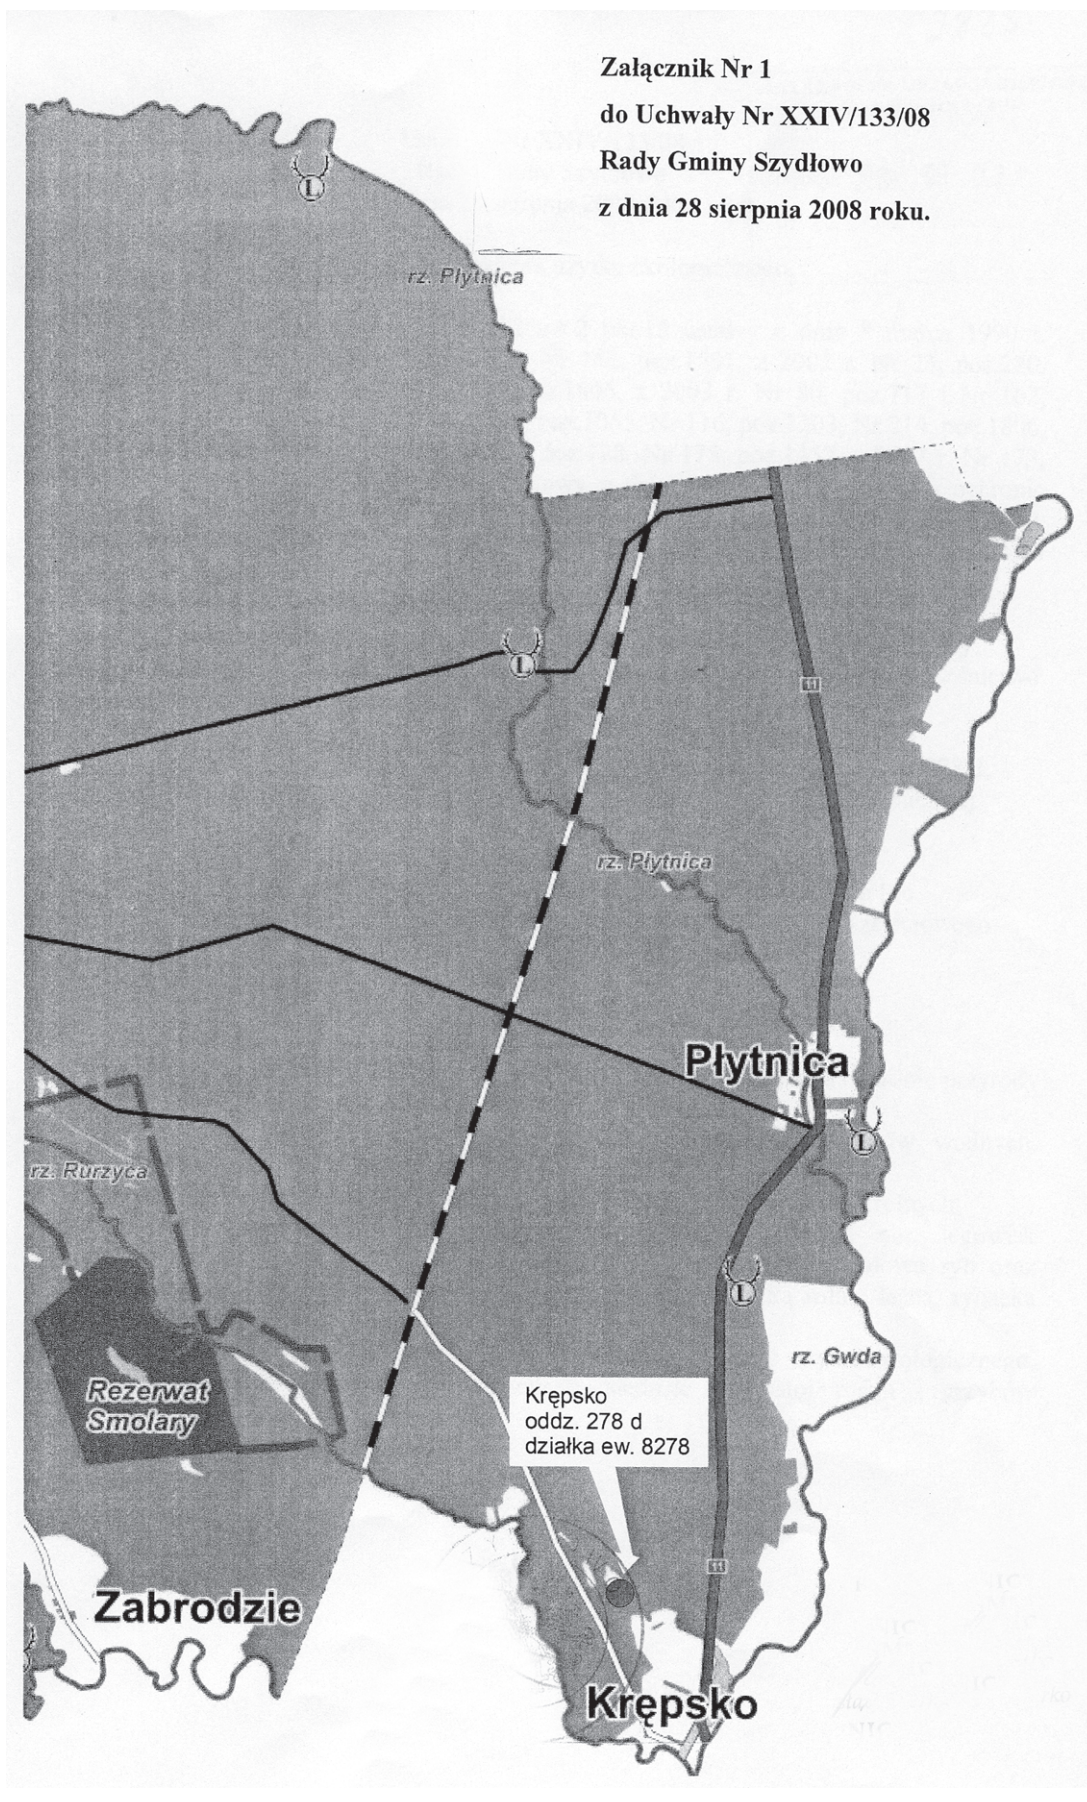 Załącznik Nr 1
do Uchwały Nr XXIV/133/08
Rady Gminy Szydłowo
z dnia 28 sierpnia 2008 roku.
L
rz. Płytnica
L
11
rz. Płytnica
Płytnica
L
rz. Rurzyca
L
rz. Gwda
Rezerwat
Smolary
Krępsko
oddz. 278 d
działka ew. 8278
11
Zabrodzie
Krępsko